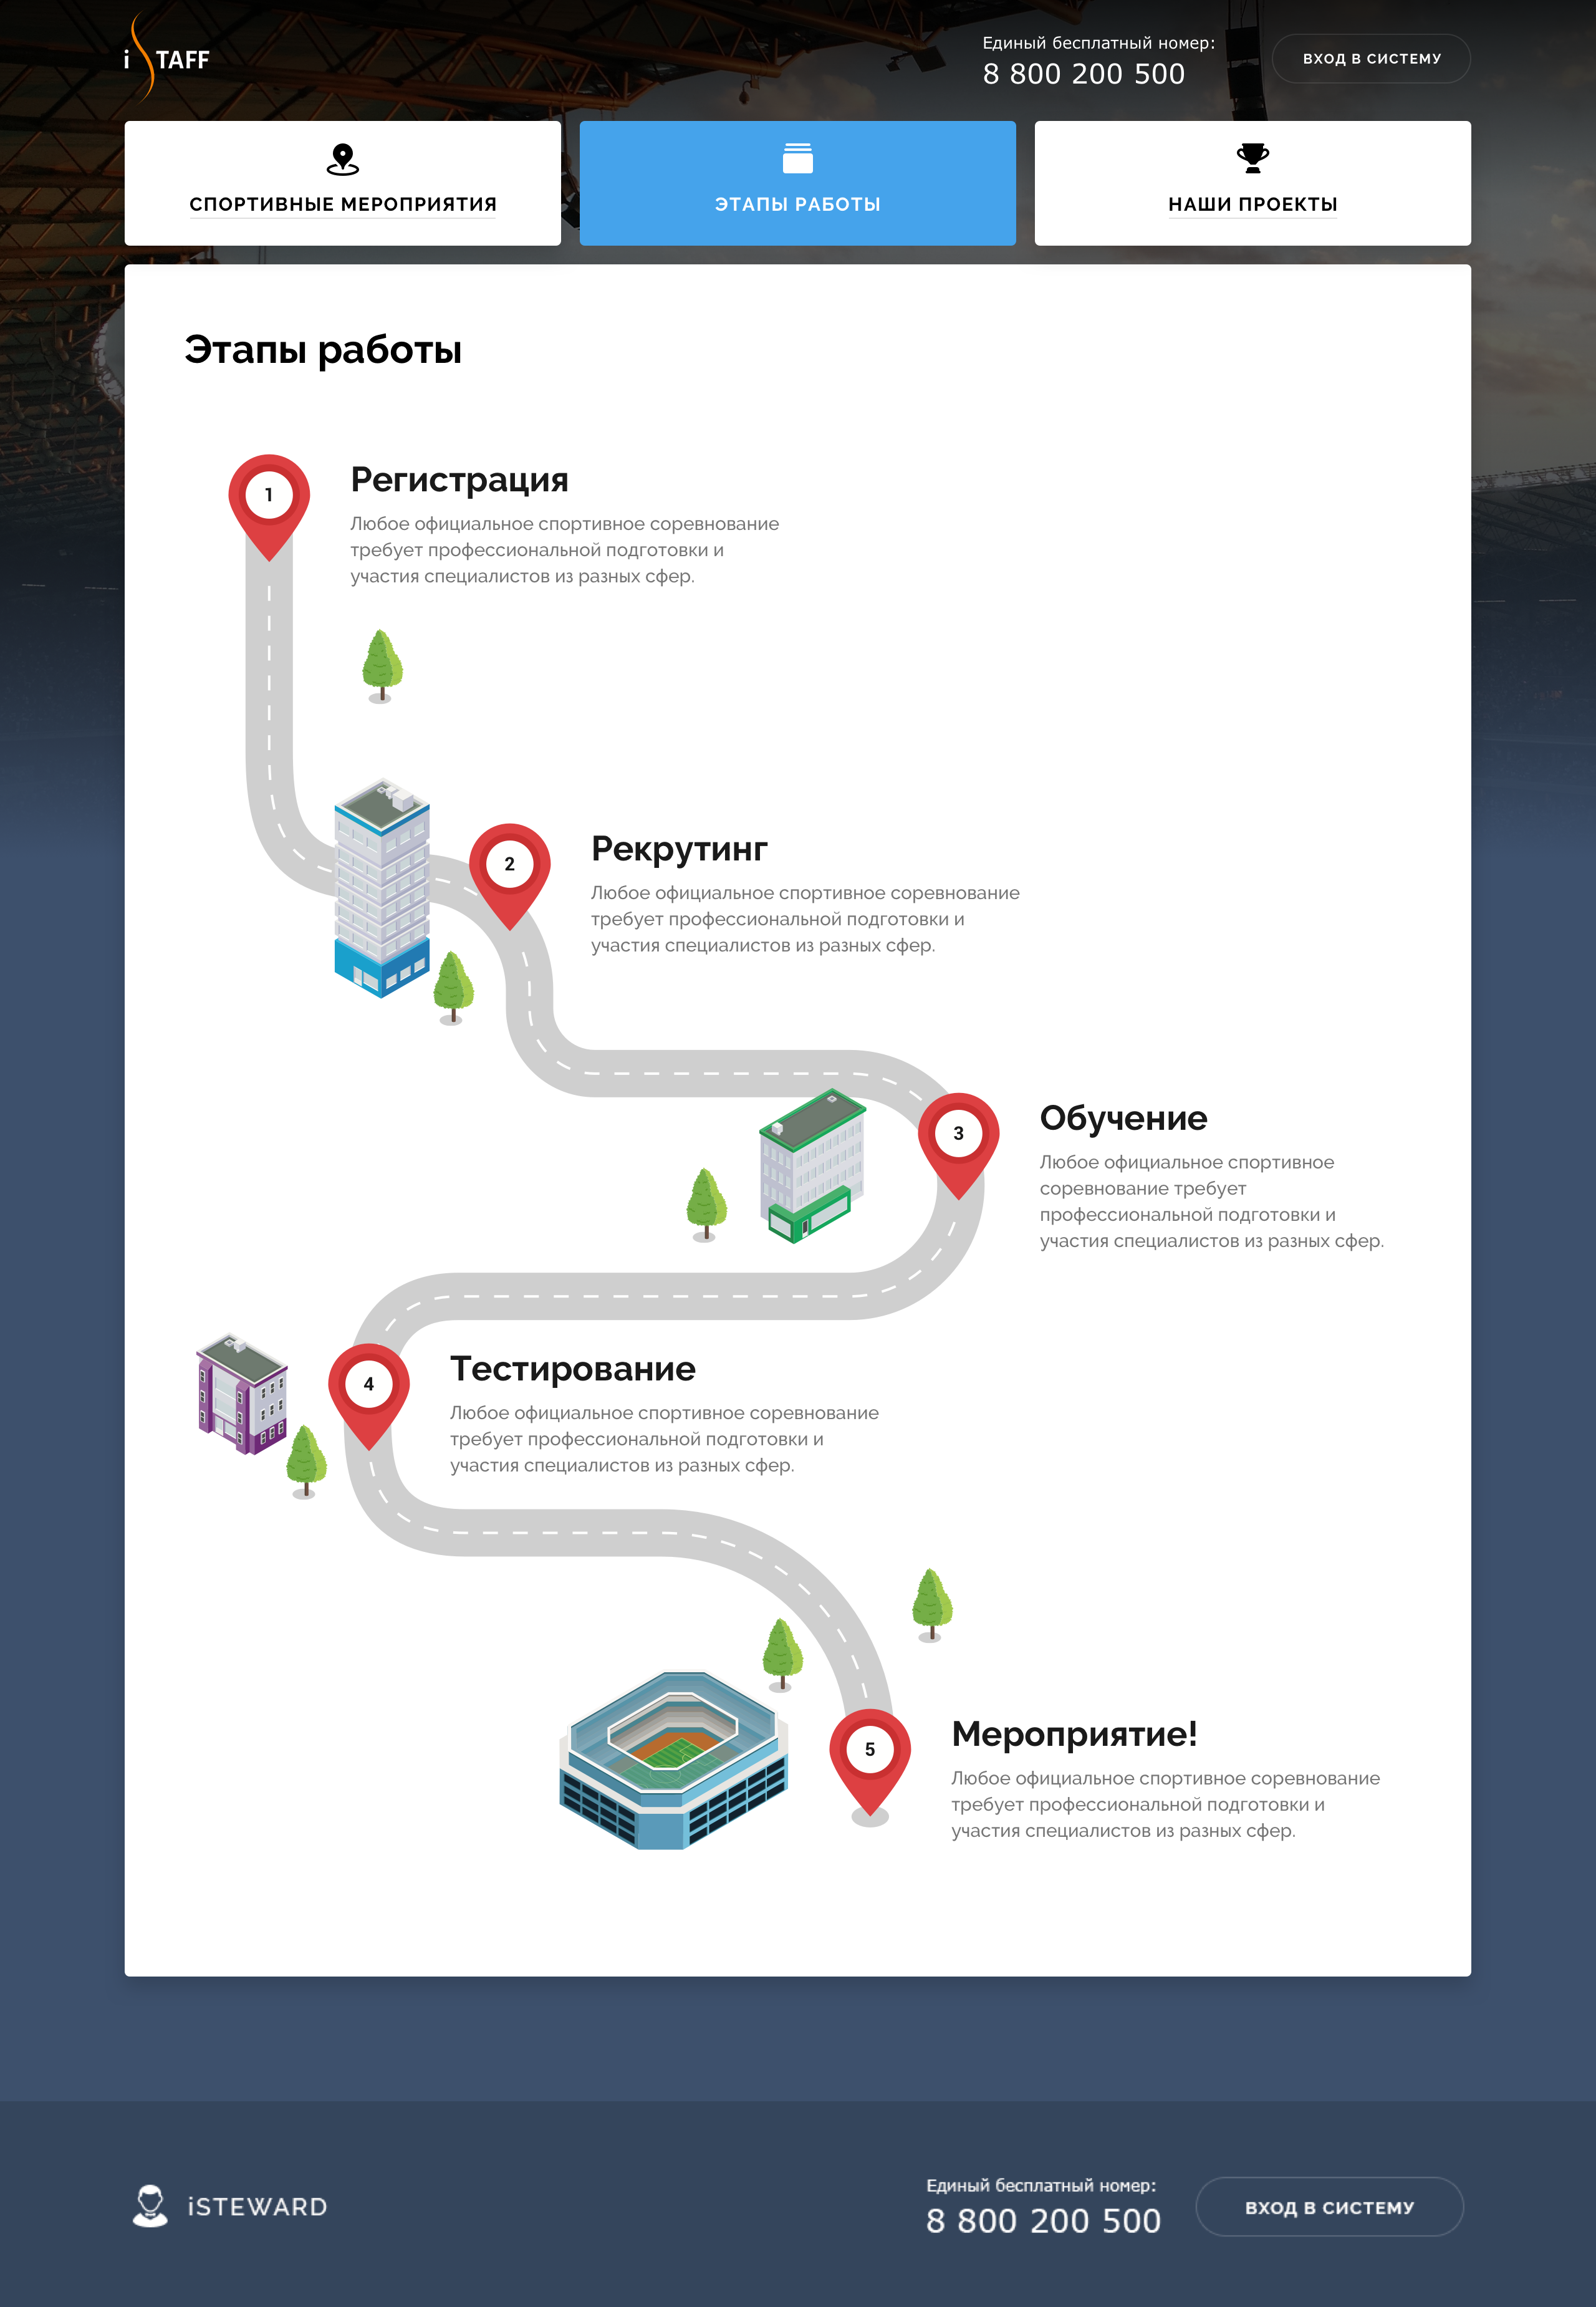 iSTAFF
Единый бесплатный номер:
8 800 200 500
ВХОД В СИСТЕМУ
СПОРТИВНЫЕ МЕРОПРИЯТИЯ
ЭТАПЫ РАБОТЫ
НАШИ ПРОЕКТЫ
Этапы работы
1
Регистрация
Любое официальное спортивное соревнование
требует профессиональной подготовки и
участия специалистов из разных сфер.
2
Рекрутинг
Любое официальное спортивное соревнование
требует профессиональной подготовки и
участия специалистов из разных сфер.
3
Обучение
Любое официальное спортивное
соревнование требует
профессиональной подготовки и
участия специалистов из разных сфер.
4
Тестирование
Любое официальное спортивное соревнование
требует профессиональной подготовки и
участия специалистов из разных сфер.
5
Мероприятие!
Любое официальное спортивное соревнование
требует профессиональной подготовки и
участия специалистов из разных сфер.
iSTEWARD
Единый бесплатный номер:
8 800 200 500
ВХОД В СИСТЕМУ